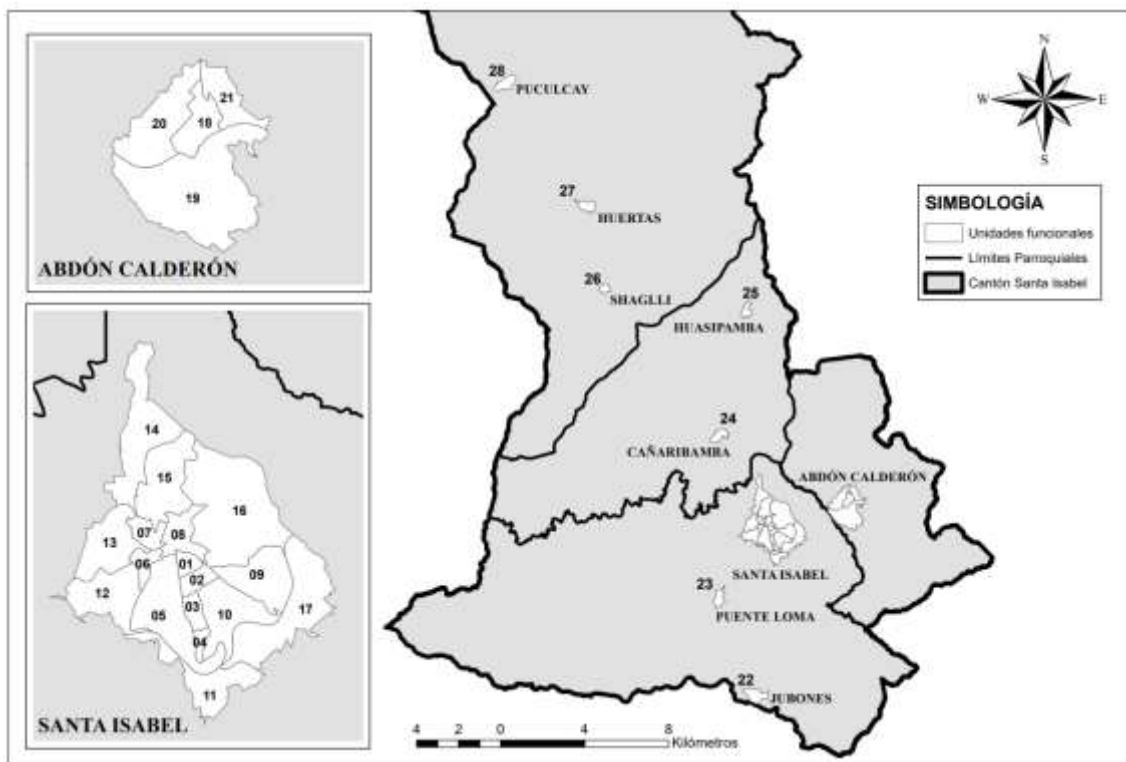 21
20
18
19
ABDÓN CALDERÓN
14
15
16
13
07
08
06
01
02
09
12
03
05
10
17
04
11
SANTA ISABEL
28
PUCULCAY
27
HUERTAS
26
SHAGLLI
25
HUASIPAMBA
24
CAÑARIBAMBA
ABDÓN CALDERÓN
SANTA ISABEL
23
PUENTE LOMA
22
JUBONES
4 2 0 4 8
Kilómetros
N
W E
S
SIMBOLOGÍA
Unidades funcionales
Límites Parroquiales
Cantón Santa Isabel